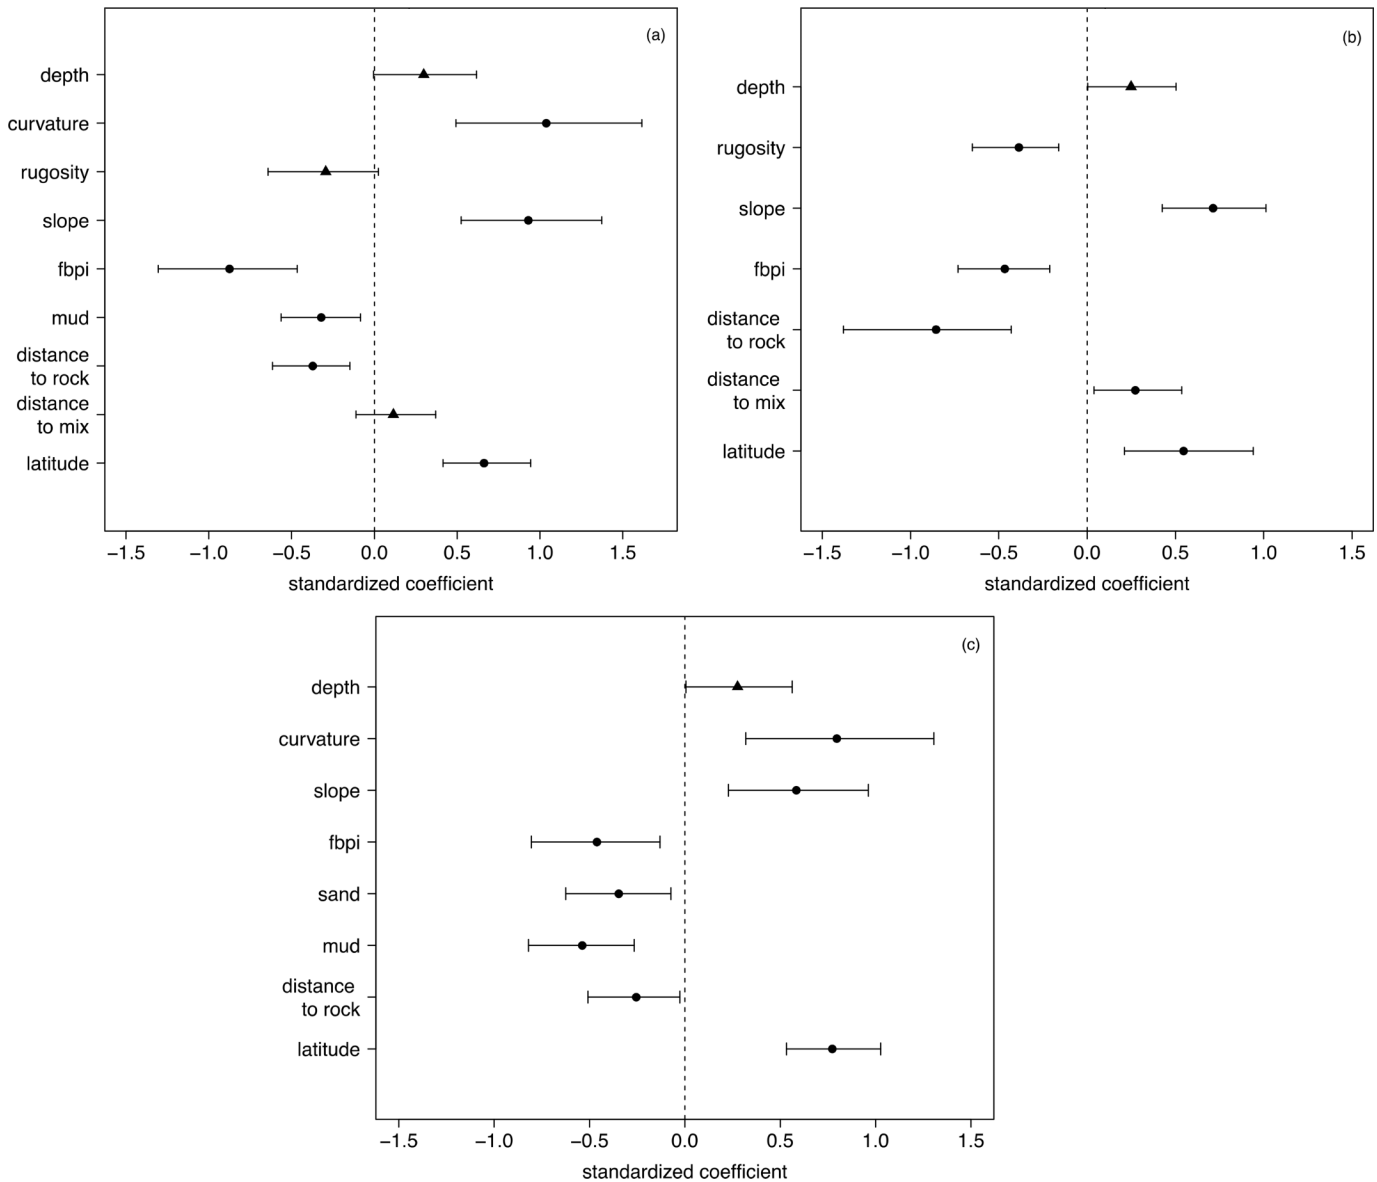 (a)
depth
curvature
rugosity
slope
fbpi
mud
distance
to rock
distance
to mix
latitude
−1.5 −1.0 −0.5 0.0 0.5 1.0 1.5
standardized coefficient
(b)
depth
rugosity
slope
fbpi
distance
to rock
distance
to mix
latitude
−1.5 −1.0 −0.5 0.0 0.5 1.0 1.5
standardized coefficient
(c)
depth
curvature
slope
fbpi
sand
mud
distance
to rock
latitude
−1.5 −1.0 −0.5 0.0 0.5 1.0 1.5
standardized coefficient